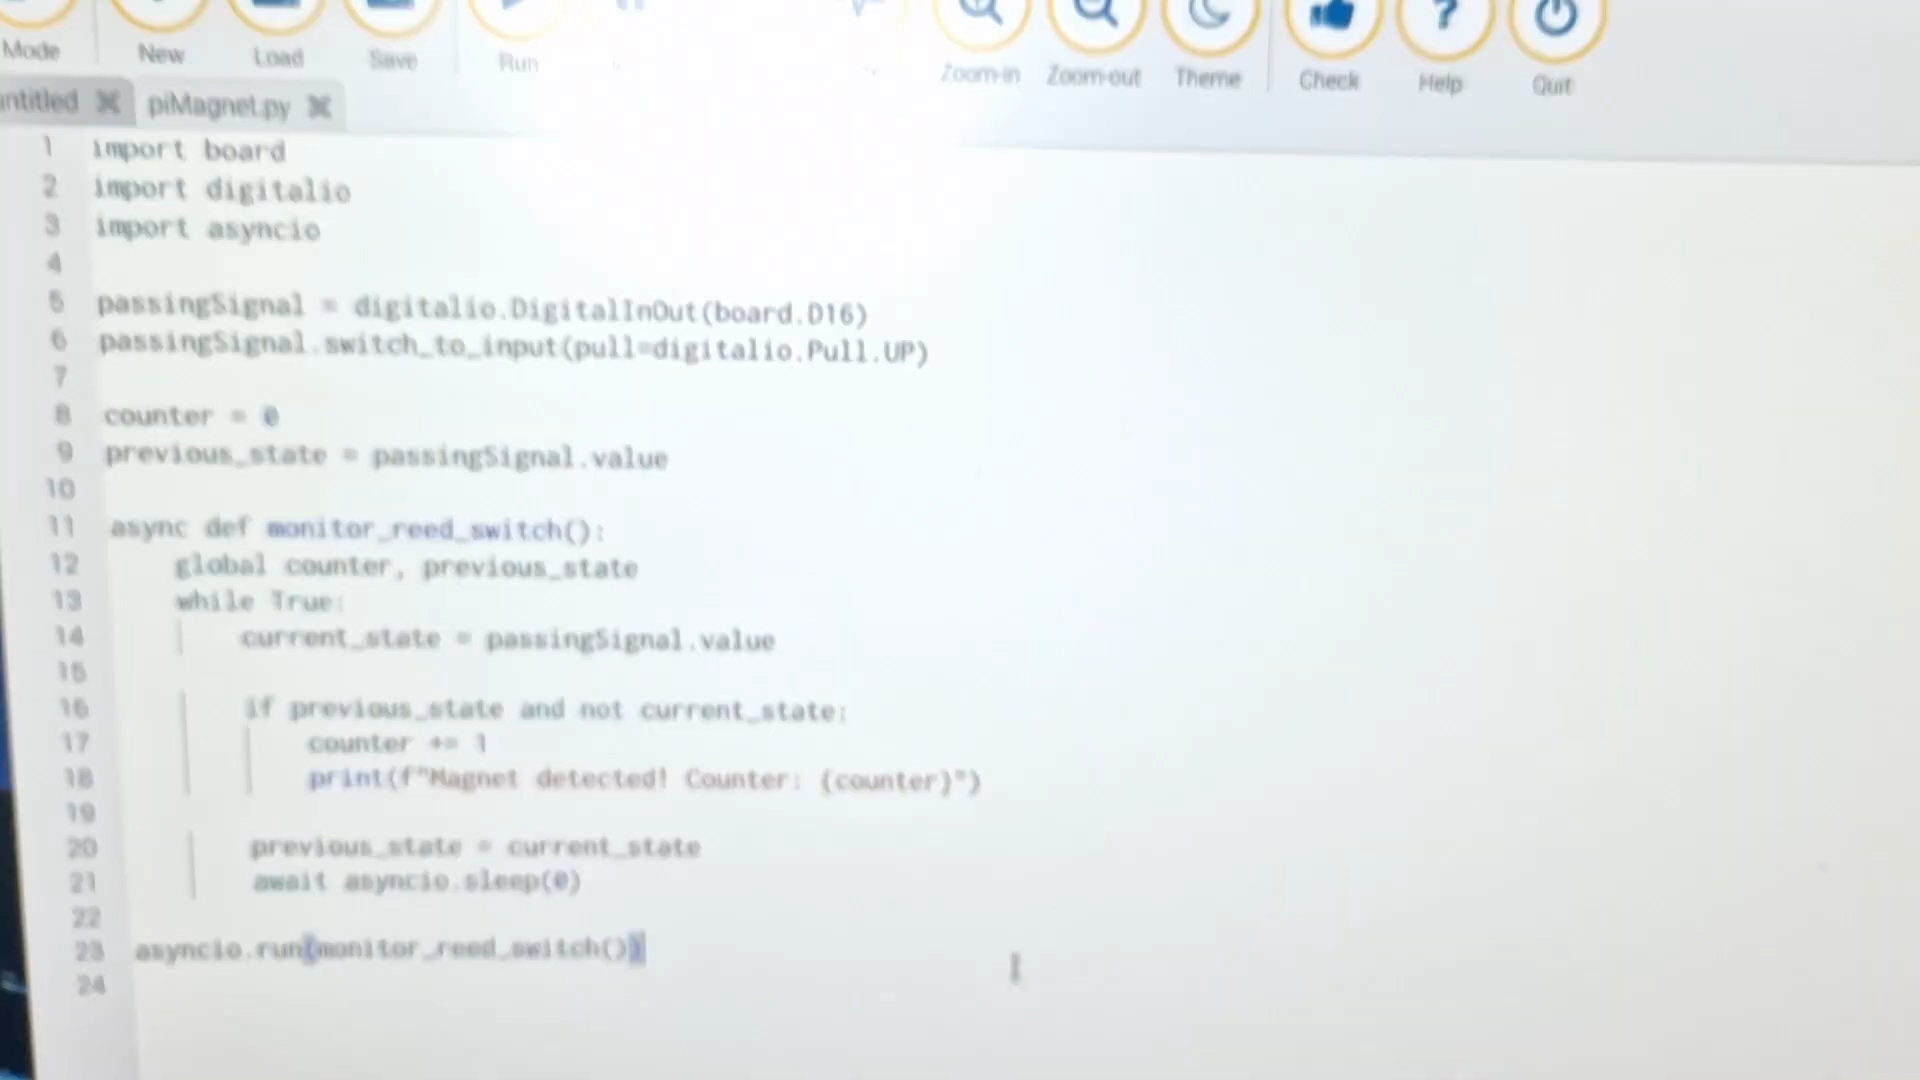 Mode New Load Save Run Zoom-in Zoom-out Theme Check Help Quit
untitled piMagnet.py
1 import board
2 import digitalio
3 import asyncio
4
5 passingSignal = digitalio.DigitalInOut(board.D16)
6 passingSignal.switch_to_input(pull=digitalio.Pull.UP)
7
8 counter = 0
9 previous_state = passingSignal.value
10
11 async def monitor_reed_switch():
12 global counter, previous_state
13 while True:
14 current_state = passingSignal.value
15
16 if previous_state and not current_state:
17 counter += 1
18 print(f"Magnet detected! Counter: {counter}")
19
20 previous_state = current_state
21 await asyncio.sleep(0)
22
23 asyncio.run(monitor_reed_switch())
24